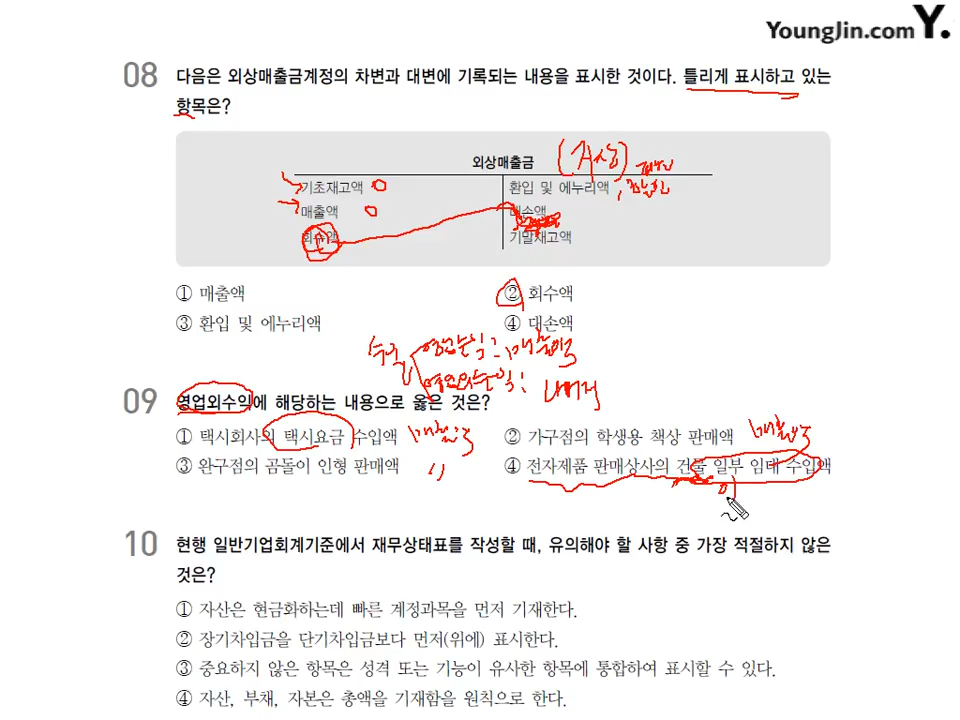 YoungJin.com Y.
08 다음은 외상매출금계정의 차변과 대변에 기록되는 내용을 표시한 것이다. 틀리게 표시하고 있는
항목은?
외상매출금 (자산)
기초재고액 환입 및 에누리액
매출액 대손액
회수액 기말재고액
① 매출액 ② 회수액
③ 환입 및 에누리액 ④ 대손액
수익 영업수익: 매출액
영업외수익: 나머지
09 영업외수익에 해당하는 내용으로 옳은 것은?
① 택시회사의 택시요금 수입액 ② 가구점의 학생용 책상 판매액
③ 완구점의 곰돌이 인형 판매액 ④ 전자제품 판매상사의 건물 일부 임대 수입액
10 현행 일반기업회계기준에서 재무상태표를 작성할 때, 유의해야 할 사항 중 가장 적절하지 않은
것은?
① 자산은 현금화하는데 빠른 계정과목을 먼저 기재한다.
② 장기차입금을 단기차입금보다 먼저(위에) 표시한다.
③ 중요하지 않은 항목은 성격 또는 기능이 유사한 항목에 통합하여 표시할 수 있다.
④ 자산, 부채, 자본은 총액을 기재함을 원칙으로 한다.